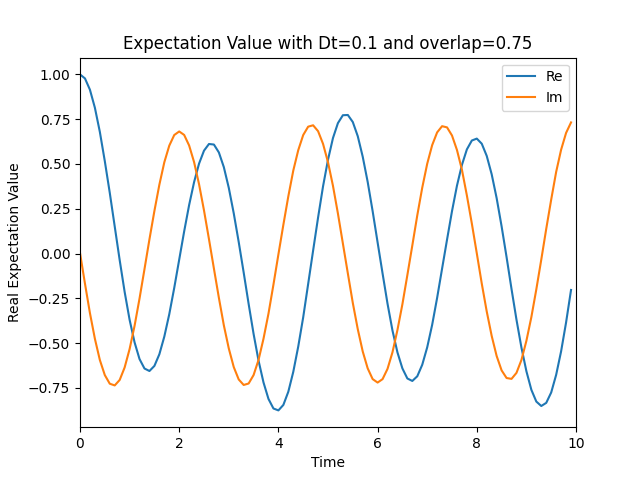 Expectation Value with Dt=0.1 and overlap=0.75
Re
Im
Real Expectation Value
1.00
0.75
0.50
0.25
0.00
−0.25
−0.50
−0.75
0 2 4 6 8 10
Time